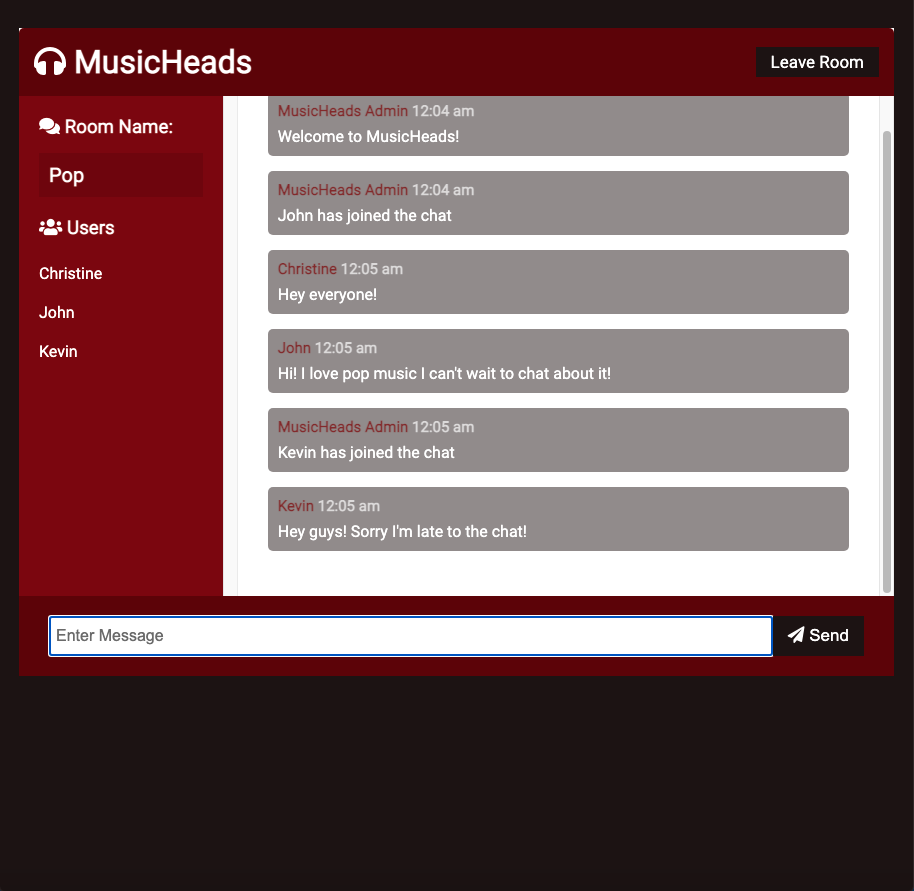 MusicHeads
Leave Room
Room Name:
Pop
Users
Christine
John
Kevin
MusicHeads Admin 12:04 am
Welcome to MusicHeads!
MusicHeads Admin 12:04 am
John has joined the chat
Christine 12:05 am
Hey everyone!
John 12:05 am
Hi! I love pop music I can't wait to chat about it!
MusicHeads Admin 12:05 am
Kevin has joined the chat
Kevin 12:05 am
Hey guys! Sorry I'm late to the chat!
Enter Message
Send